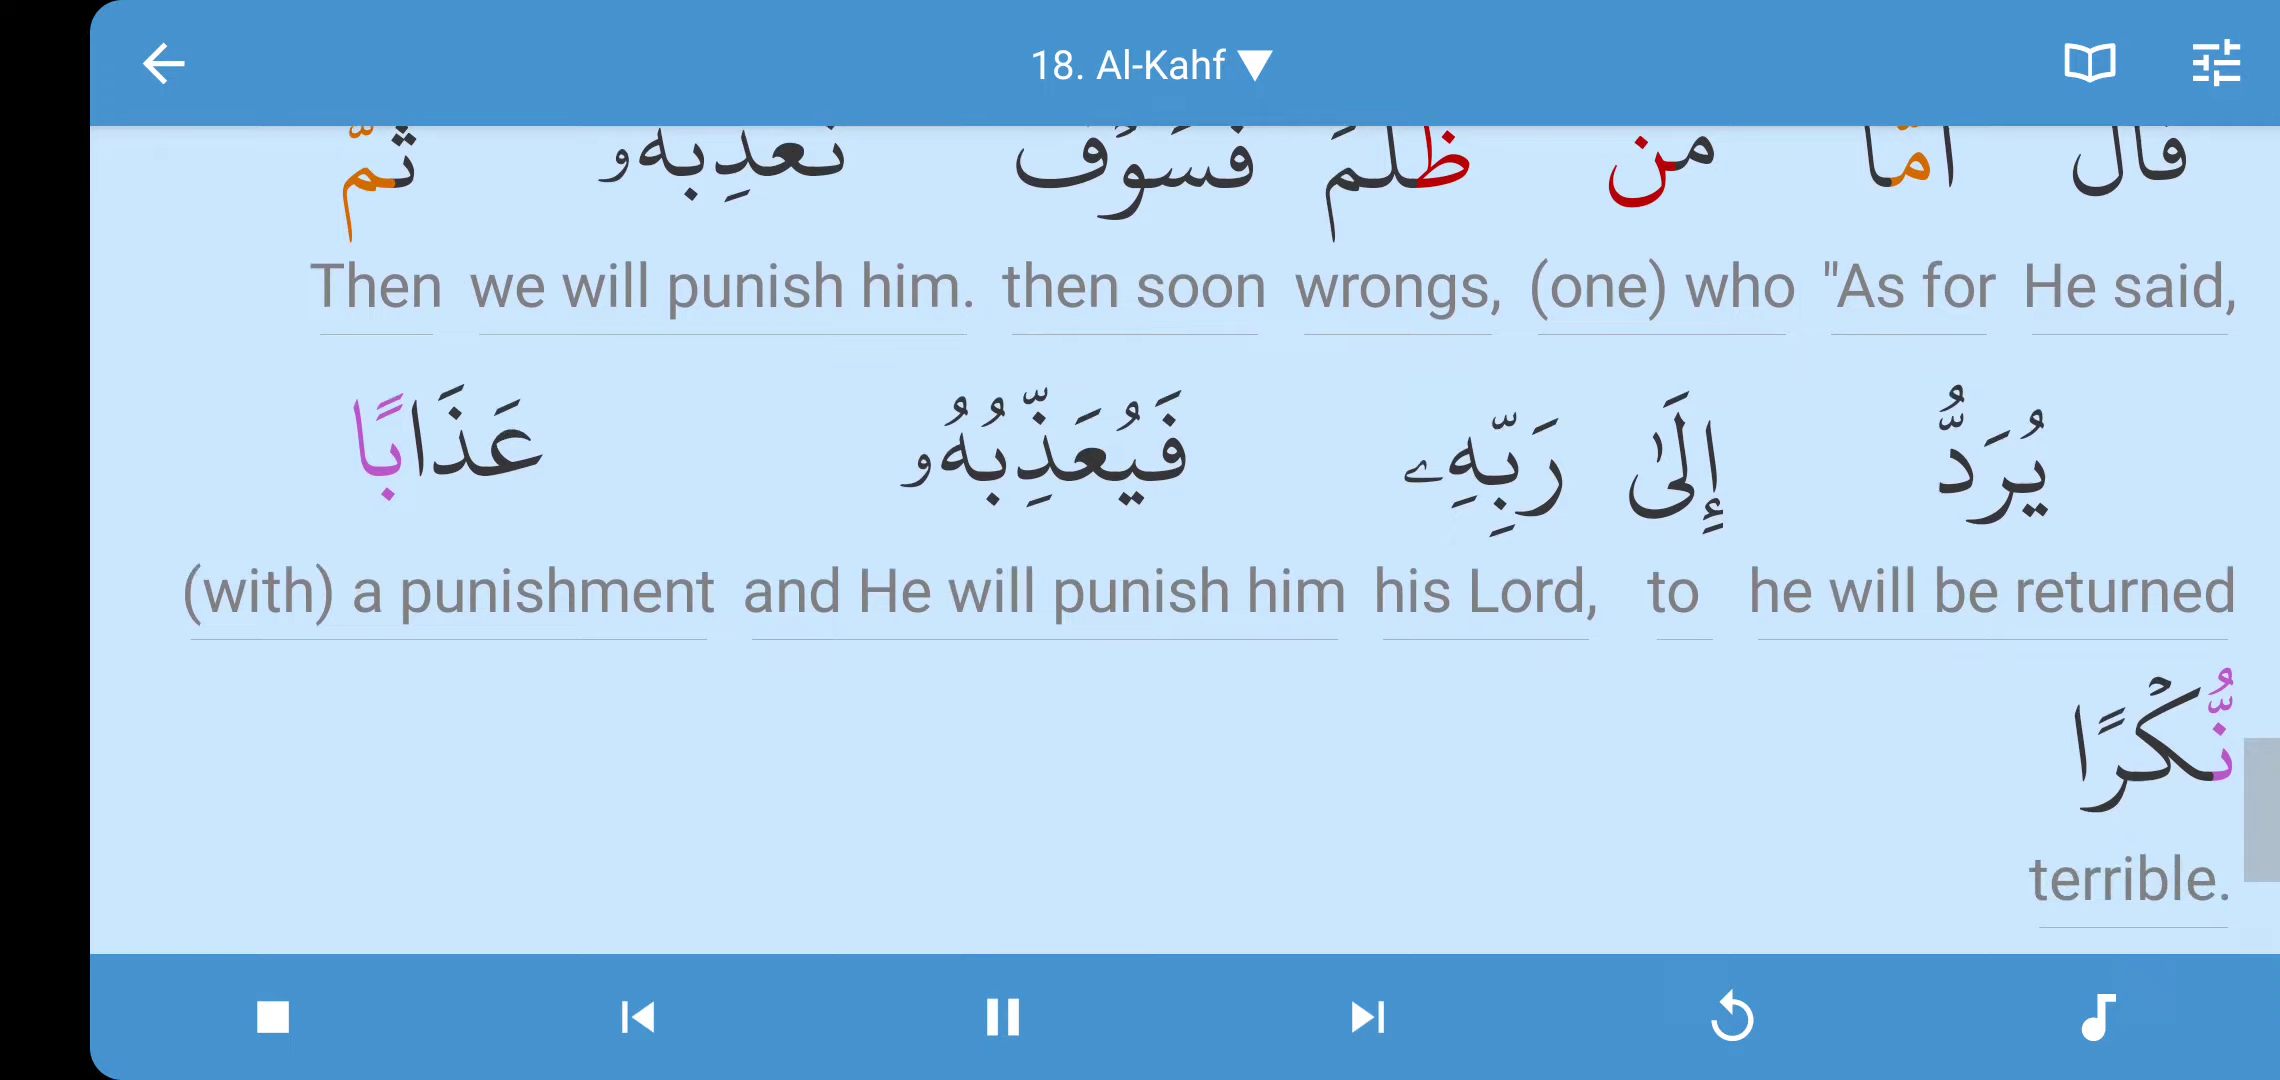 18. Al-Kahf ▼
قَالَ أَمَّا مَن ظَلَمَ فَسَوْفَ نُعَذِّبُهُۥ ثُمَّ
He said, "As for (one) who wrongs, then soon we will punish him. Then
يُرَدُّ إِلَىٰ رَبِّهِۦ فَيُعَذِّبُهُۥ عَذَابًا
he will be returned to his Lord, and He will punish him (with) a punishment
نُّكْرًا
terrible.